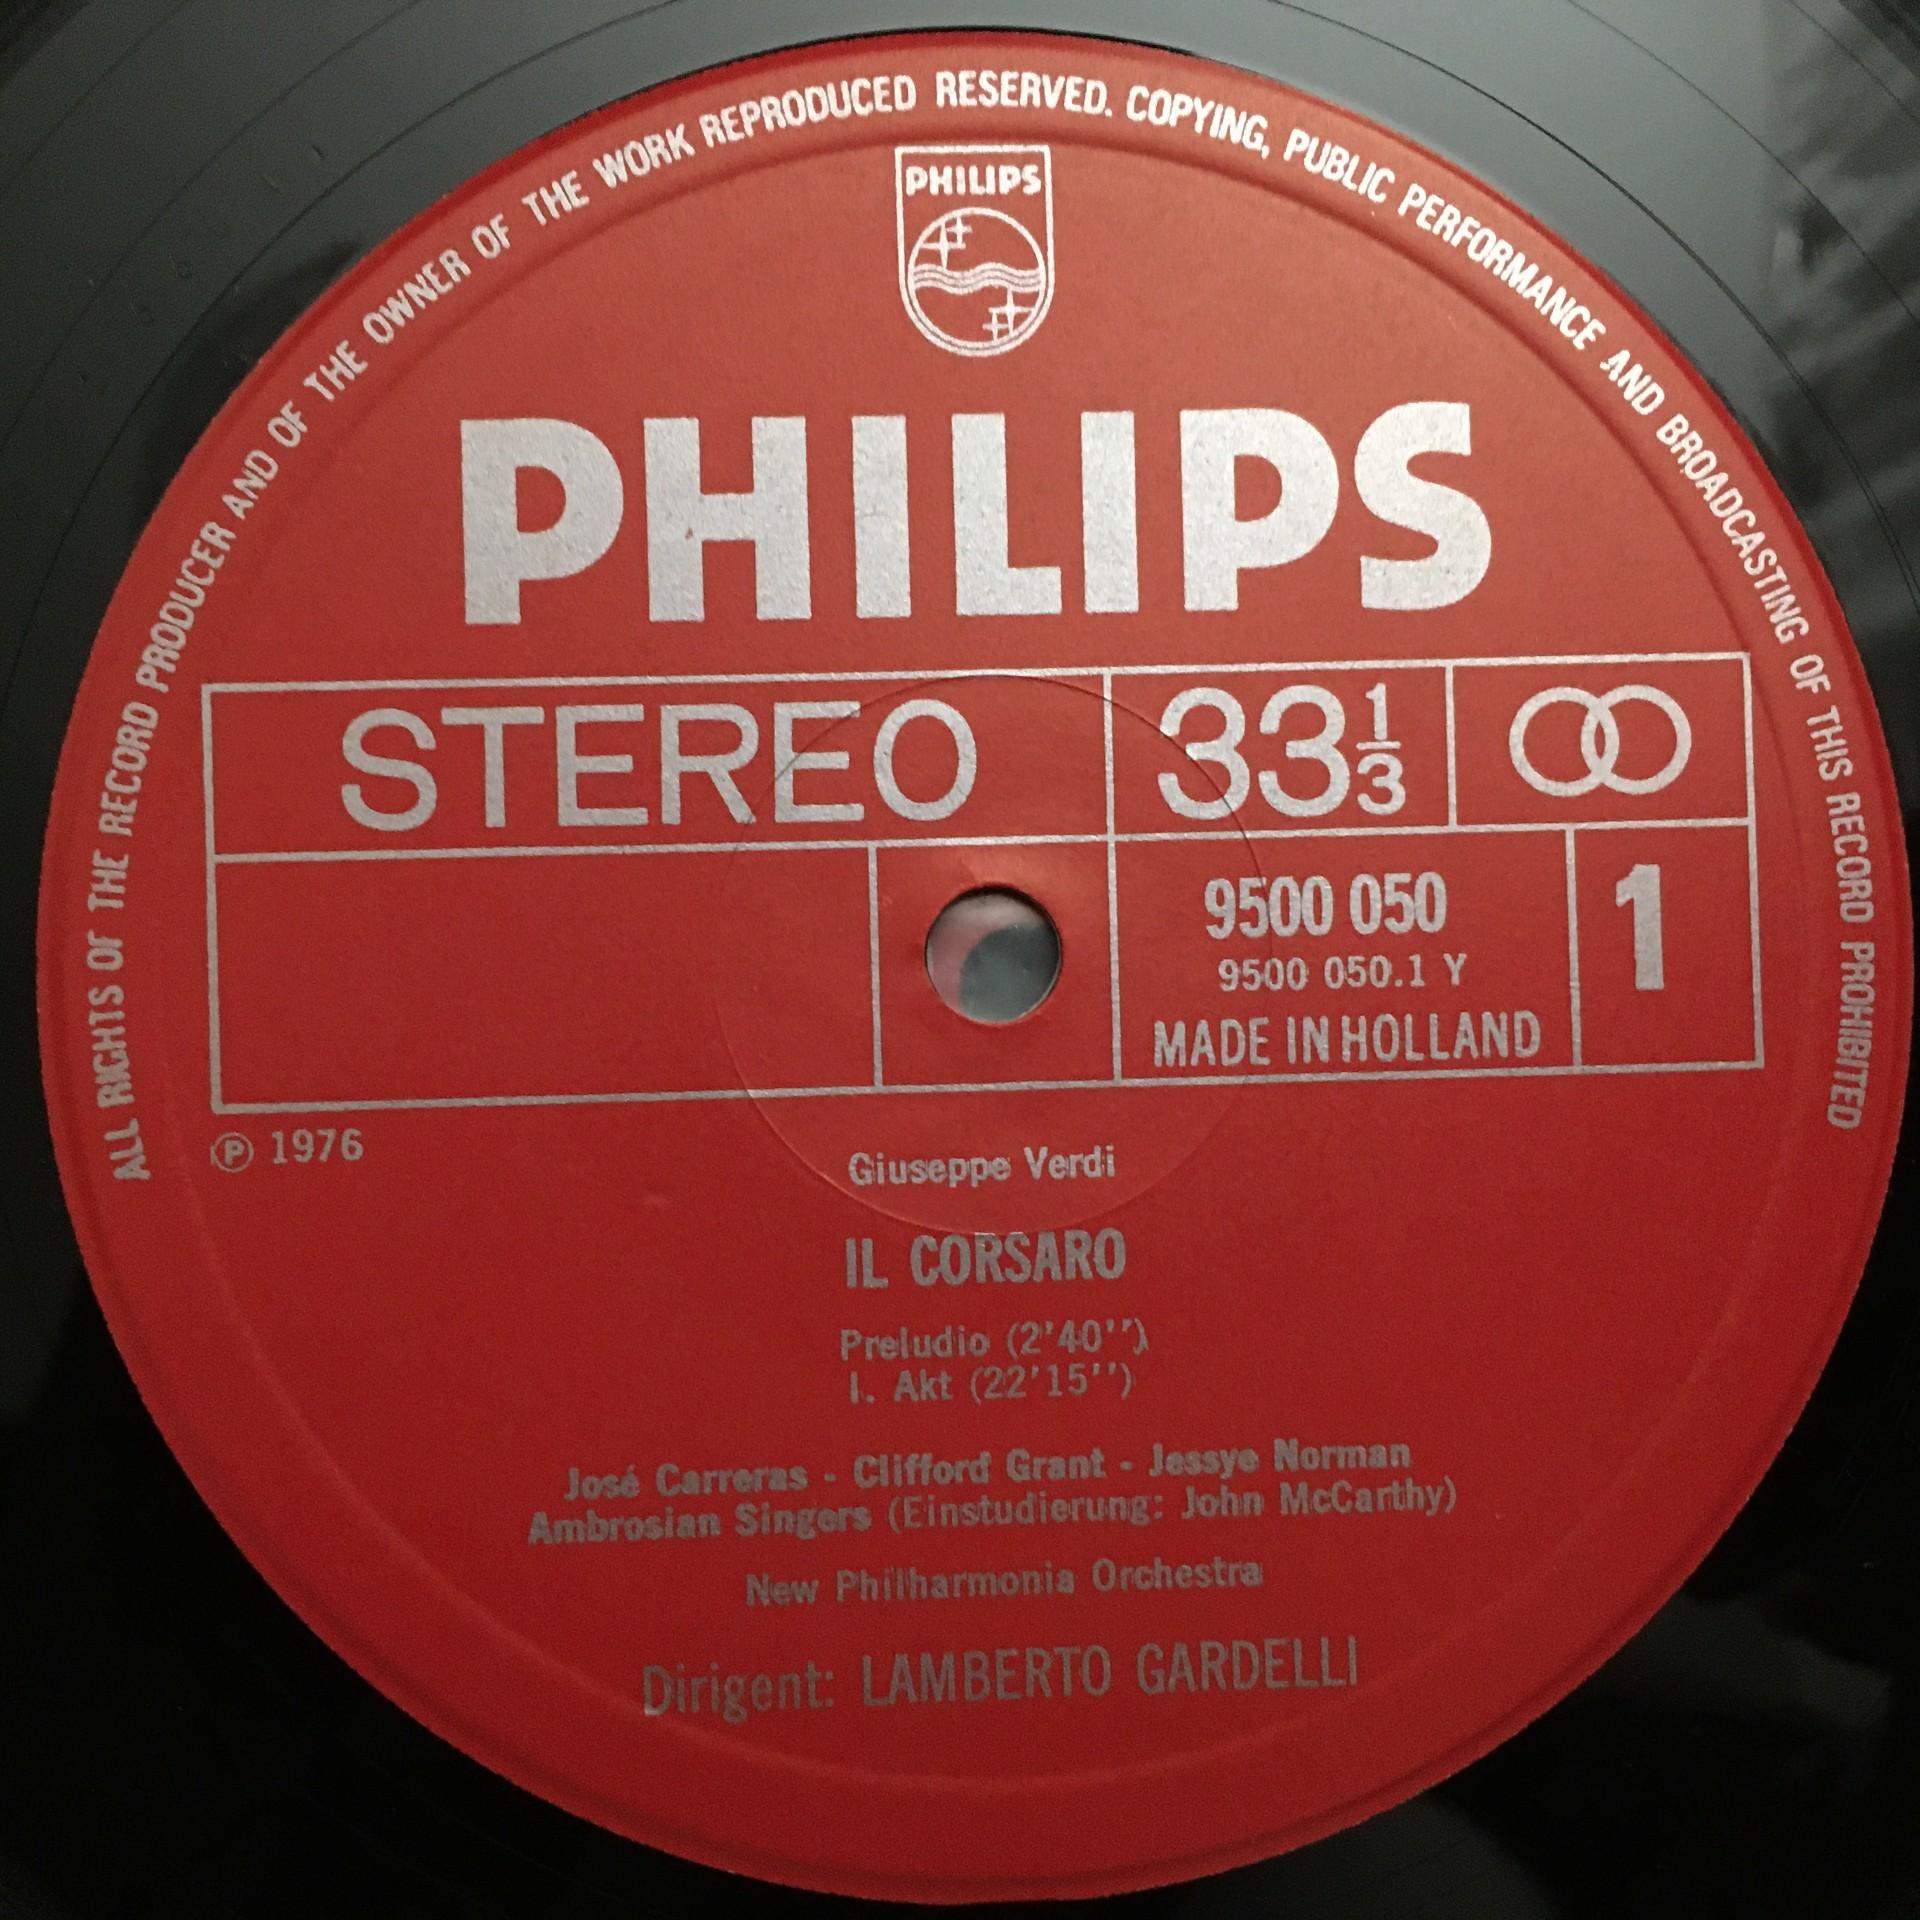 ALL RIGHTS OF THE RECORD PRODUCER AND OF THE OWNER OF THE WORK REPRODUCED RESERVED. COPYING, PUBLIC PERFORMANCE AND BROADCASTING OF THIS RECORD PROHIBITED
PHILIPS
PHILIPS
STEREO 33 1/3
9500 050 1
9500 050.1 Y
MADE IN HOLLAND
Ⓟ 1976
Giuseppe Verdi
IL CORSARO
Preludio (2'40'')
I. Akt (22'15'')
José Carreras - Clifford Grant - Jessye Norman
Ambrosian Singers (Einstudierung: John McCarthy)
New Philharmonia Orchestra
Dirigent: LAMBERTO GARDELLI